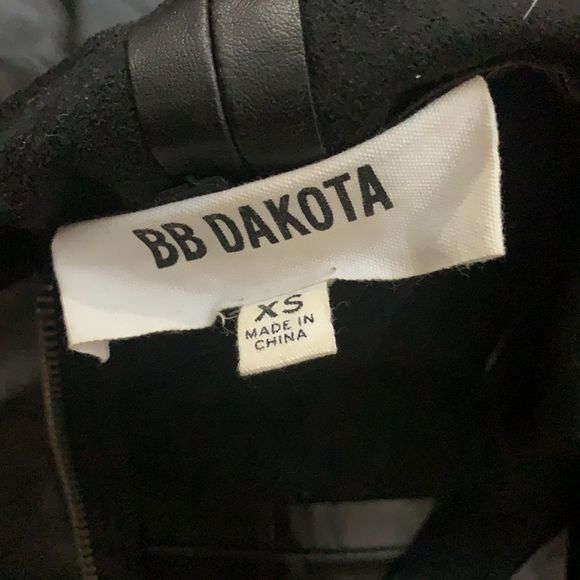 BB DAKOTA
XS
MADE IN
CHINA